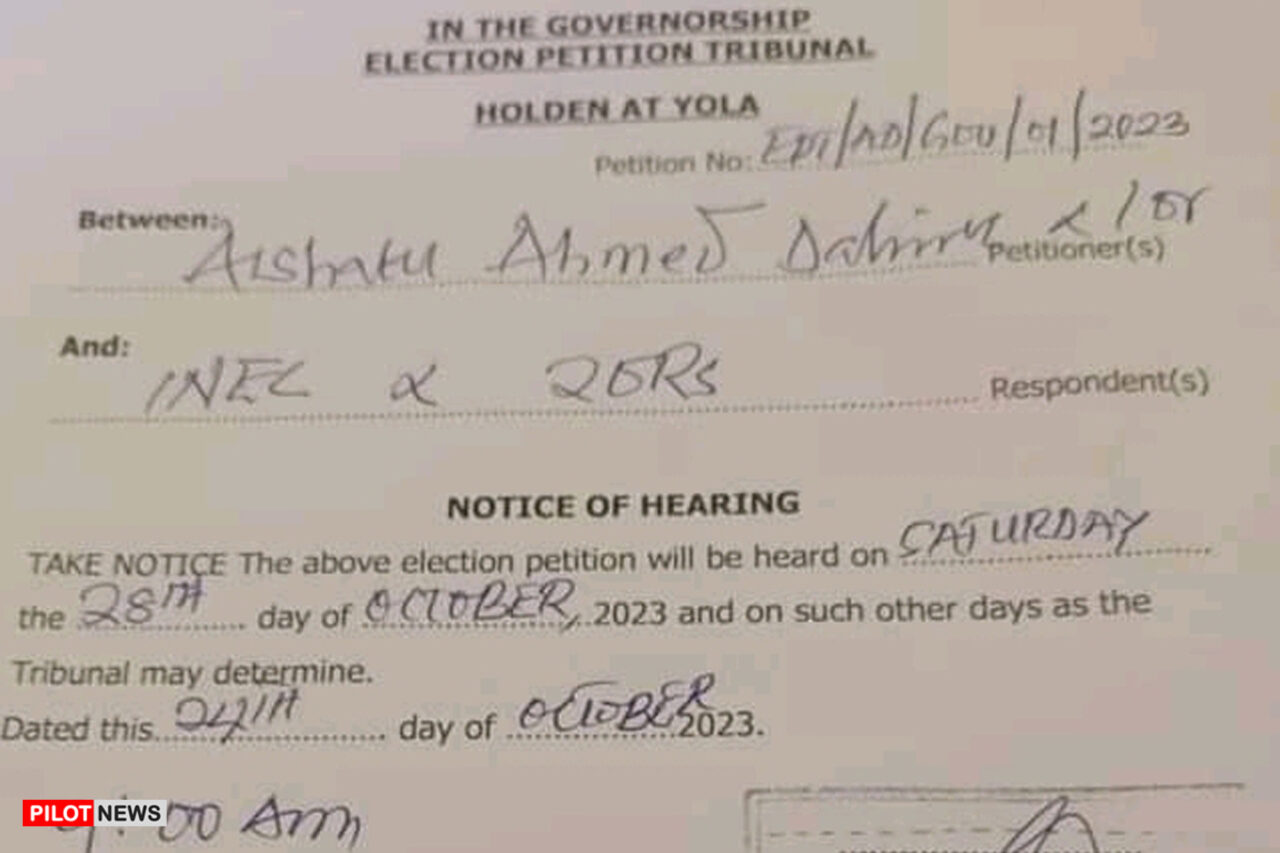 IN THE GOVERNORSHIP
ELECTION PETITION TRIBUNAL
HOLDEN AT YOLA
Petition No: EPT/AD/GOV/01/2023
Between: Aishatu Ahmed Dahiru & 1 or Petitioner(s)
And: INEC & 2ORS Respondent(s)
NOTICE OF HEARING
TAKE NOTICE The above election petition will be heard on SATURDAY
the 28TH day of OCTOBER, 2023 and on such other days as the
Tribunal may determine.
Dated this 24TH day of OCTOBER 2023.
:00 Am
PILOT NEWS